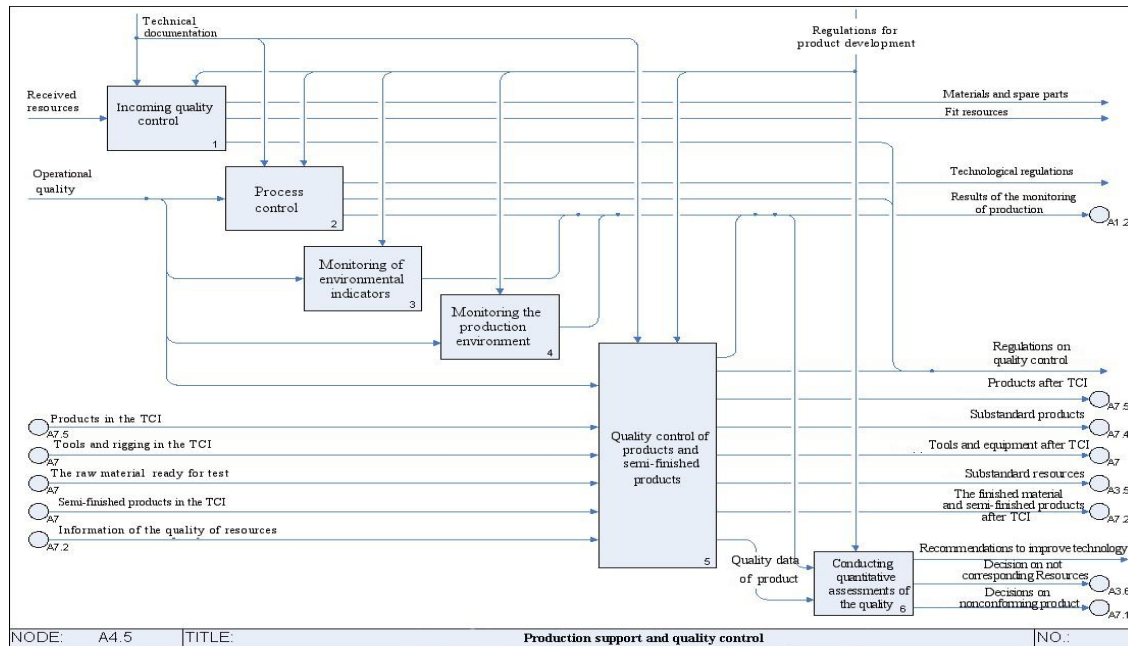 Technical
documentation
Regulations for
product development
Received
resources
Incoming quality
control
1
Materials and spare parts
Fit resources
Operational
quality
Process
control
2
Technological regulations
Results of the monitoring
of production
A1.2
Monitoring of
environmental
indicators
3
Monitoring the
production
environment
4
Regulations on
quality control
Products after TCI
A7.5
Products in the TCI
A7.5
Substandard products
A7.4
Tools and rigging in the TCI
A7
Quality control of
products and
semi-finished
products
5
Tools and equipment after TCI
A7
The raw material ready for test
A7
Substandard resources
A3.5
Semi-finished products in the TCI
A7
The finished material
and semi-finished products
after TCI
A7.2
Information of the quality of resources
A7.2
Quality data
of product
Conducting
quantitative
assessments of
the quality
6
Recommendations to improve technology
Decision on not
corresponding Resources
A3.6
Decisions on
nonconforming product
A7.1
NODE: A4.5 TITLE: Production support and quality control NO.: